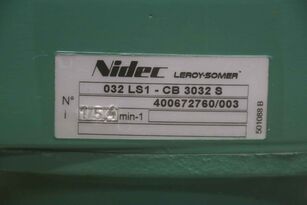 Nidec LEROY-SOMER
032 LS1 - CB 3032 S
N° 400672760/003
i min-1
501088 B